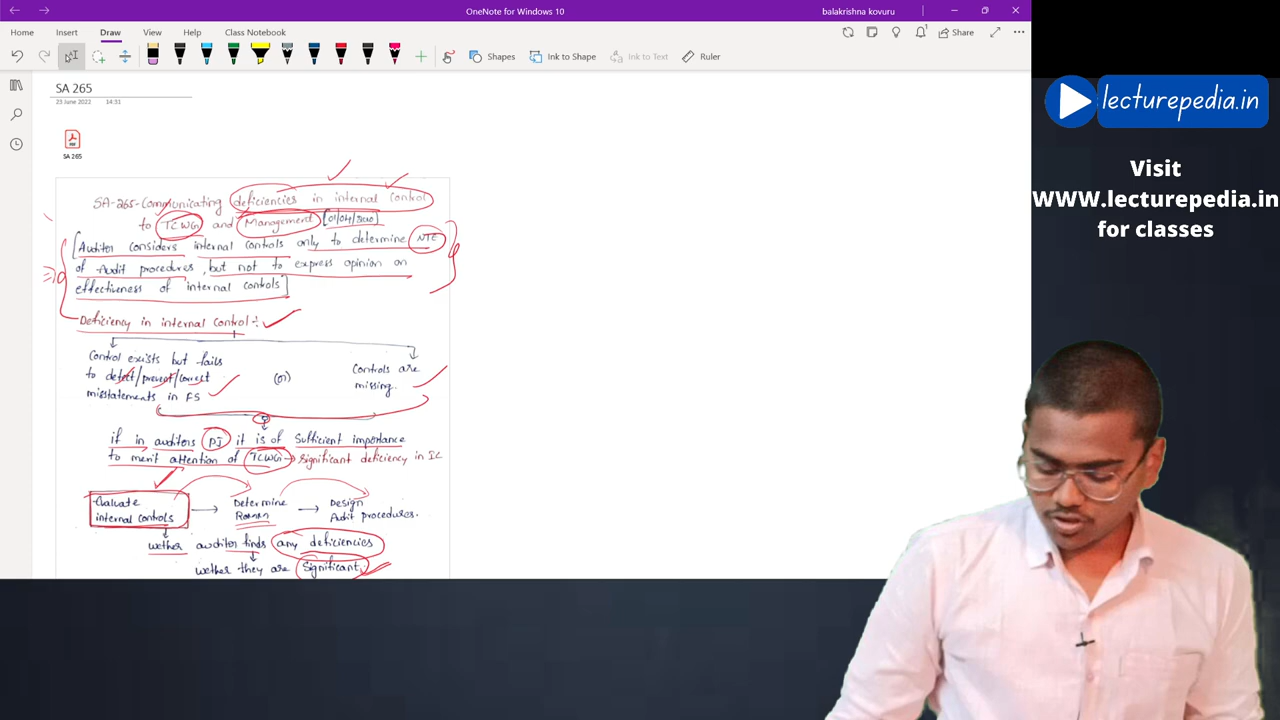 OneNote for Windows 10
balakrishna kovuru
Home Insert Draw View Help Class Notebook
Share
Shapes Ink to Shape Ink to Text Ruler
SA 265
23 June 2022 14:31
PDF
SA 265
SA-265-Communicating deficiencies in internal control
to TCWG and Management [01/04/2010]
[Auditor considers internal controls only to determine NTE
of Audit procedures, but not to express opinion on
effectiveness of internal controls]
Deficiency in internal control:-
Control exists but fails
to detect/prevent/correct
misstatements in FS
(or)
Controls are
missing.
if in auditors PJ it is of sufficient importance
to merit attention of TCWG → significant deficiency in IC
Evaluate
internal controls
→ Determine
ROMM
→ Design
Audit procedures.
wether auditor finds any deficiencies
wether they are significant
lecturepedia.in
Visit
WWW.lecturepedia.in
for classes